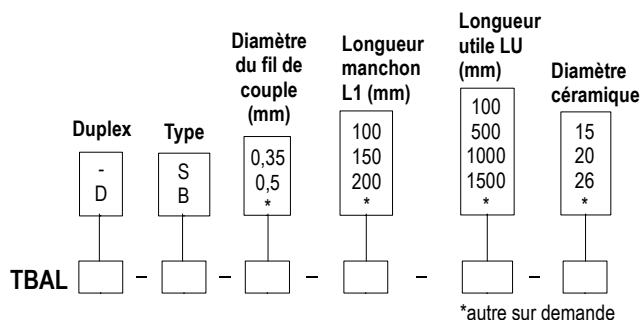 Duplex
-
D
Type
S
B
Diamètre
du fil de
couple
(mm)
0,35
0,5
*
Longueur
manchon
L1 (mm)
100
150
200
*
Longueur
utile LU
(mm)
100
500
1000
1500
*
Diamètre
céramique
15
20
26
*
TBAL - - - - -
*autre sur demande